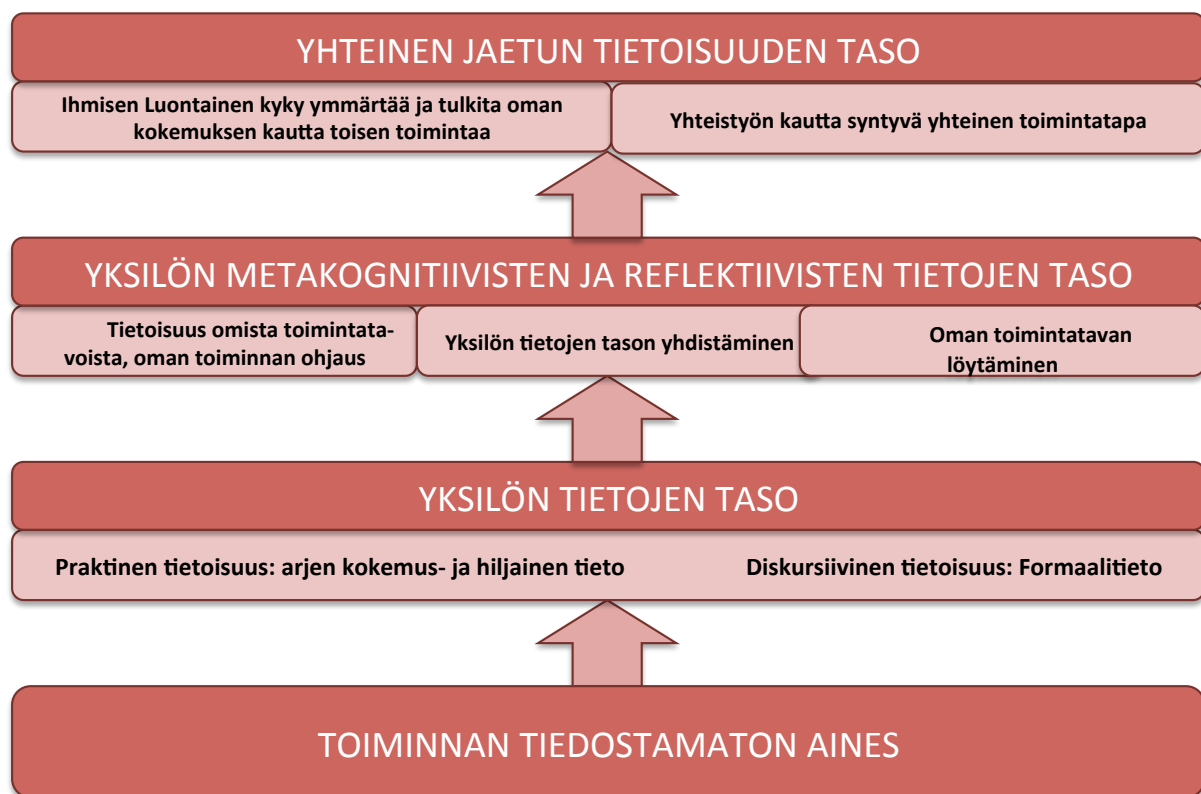 YHTEINEN JAETUN TIETOISUUDEN TASO
Ihmisen Luontainen kyky ymmärtää ja tulkita oman
kokemuksen kautta toisen toimintaa
Yhteistyön kautta syntyvä yhteinen toimintatapa
YKSILÖN METAKOGNITIIVISTEN JA REFLEKTIIVISTEN TIETOJEN TASO
Tietoisuus omista toimintata-
voista, oman toiminnan ohjaus
Yksilön tietojen tason yhdistäminen
Oman toimintatavan
löytäminen
YKSILÖN TIETOJEN TASO
Praktinen tietoisuus: arjen kokemus- ja hiljainen tieto
Diskursiivinen tietoisuus: Formaalitieto
TOIMINNAN TIEDOSTAMATON AINES